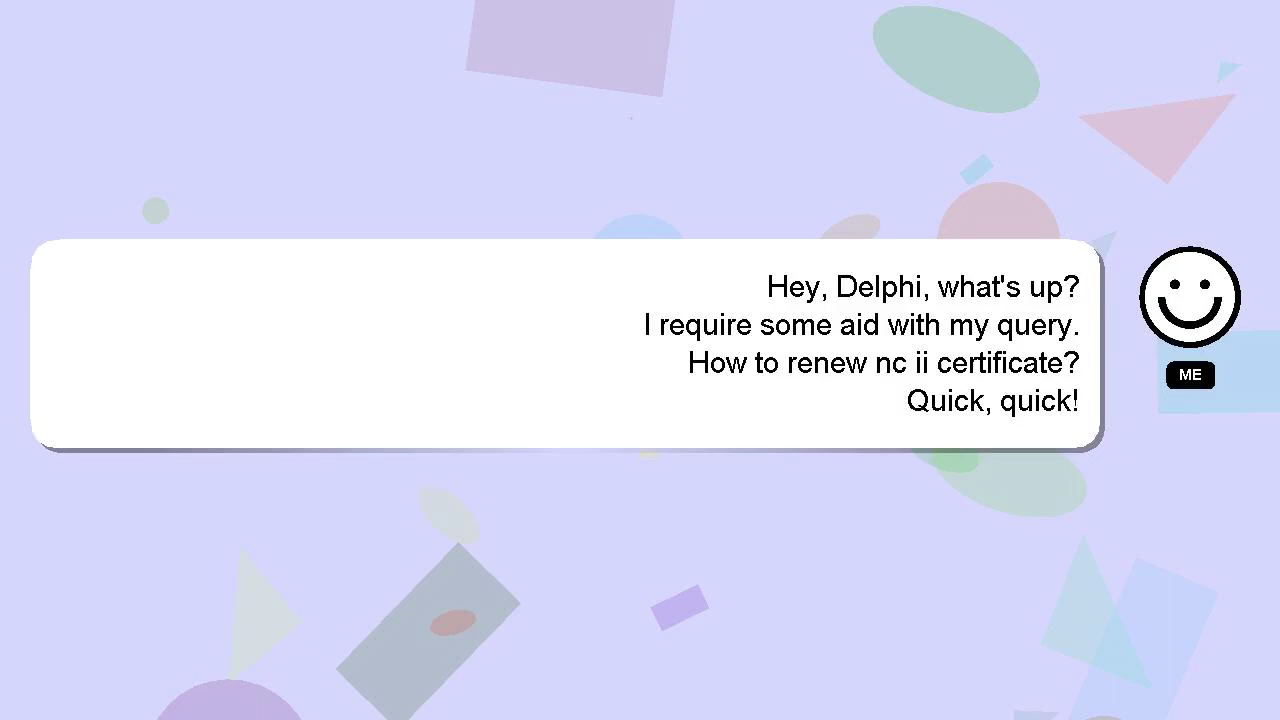 Hey, Delphi, what's up?
I require some aid with my query.
How to renew nc ii certificate?
Quick, quick!
ME